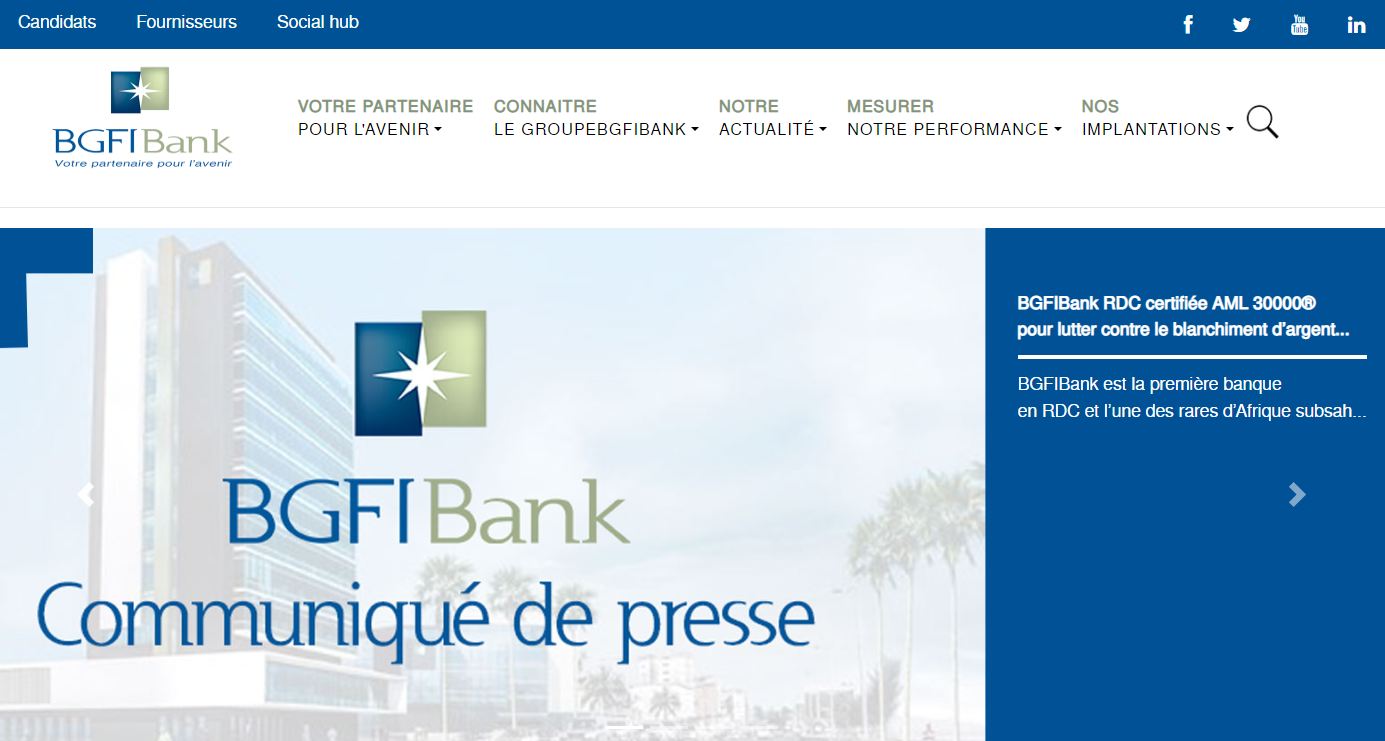 Candidats Fournisseurs Social hub
BGFIBank
Votre partenaire pour l'avenir
VOTRE PARTENAIRE
POUR L'AVENIR
CONNAITRE
LE GROUPEBGFIBANK
NOTRE
ACTUALITÉ
MESURER
NOTRE PERFORMANCE
NOS
IMPLANTATIONS
BGFIBank
Communiqué de presse
BGFIBank RDC certifiée AML 30000®
pour lutter contre le blanchiment d’argent...
BGFIBank est la première banque
en RDC et l’une des rares d’Afrique subsah...